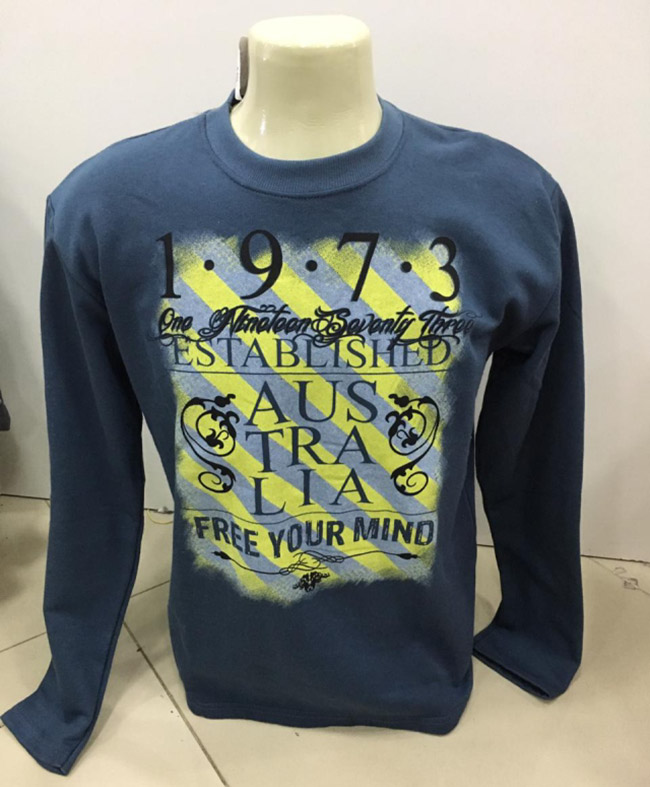 1·9·7·3
One Nineteen Seventy Three
ESTABLISHED
AUS
TRA
LIA
FREE YOUR MIND